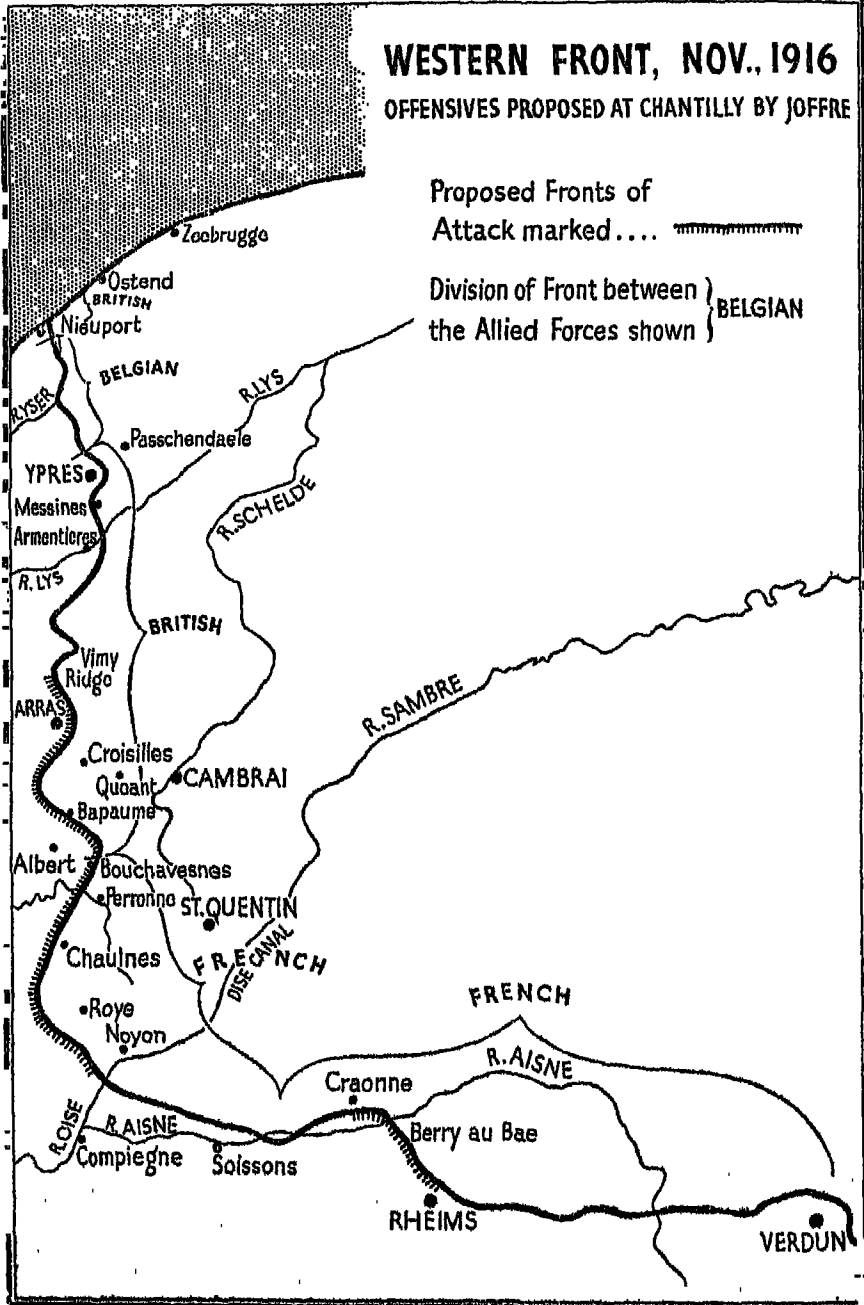 WESTERN FRONT, NOV., 1916
OFFENSIVES PROPOSED AT CHANTILLY BY JOFFRE
Proposed Fronts of
Attack marked....
Division of Front between
the Allied Forces shown
BELGIAN
Zeebrugge
Ostend
BRITISH
Nieuport
BELGIAN
R.YSER
R.LYS
Passchendaele
YPRES
Messines
Armentieres
R.SCHELDE
R.LYS
BRITISH
Vimy
Ridge
ARRAS
R.SAMBRE
Croisilles
Queant
CAMBRAI
Bapaume
Albert
Bouchavesnes
Perronne
ST.QUENTIN
Chaulnes
FRENCH
OISE CANAL
Roye
Noyon
FRENCH
R.AISNE
Craonne
R.OISE
R.AISNE
Berry au Bae
Compiegne
Soissons
RHEIMS
VERDUN